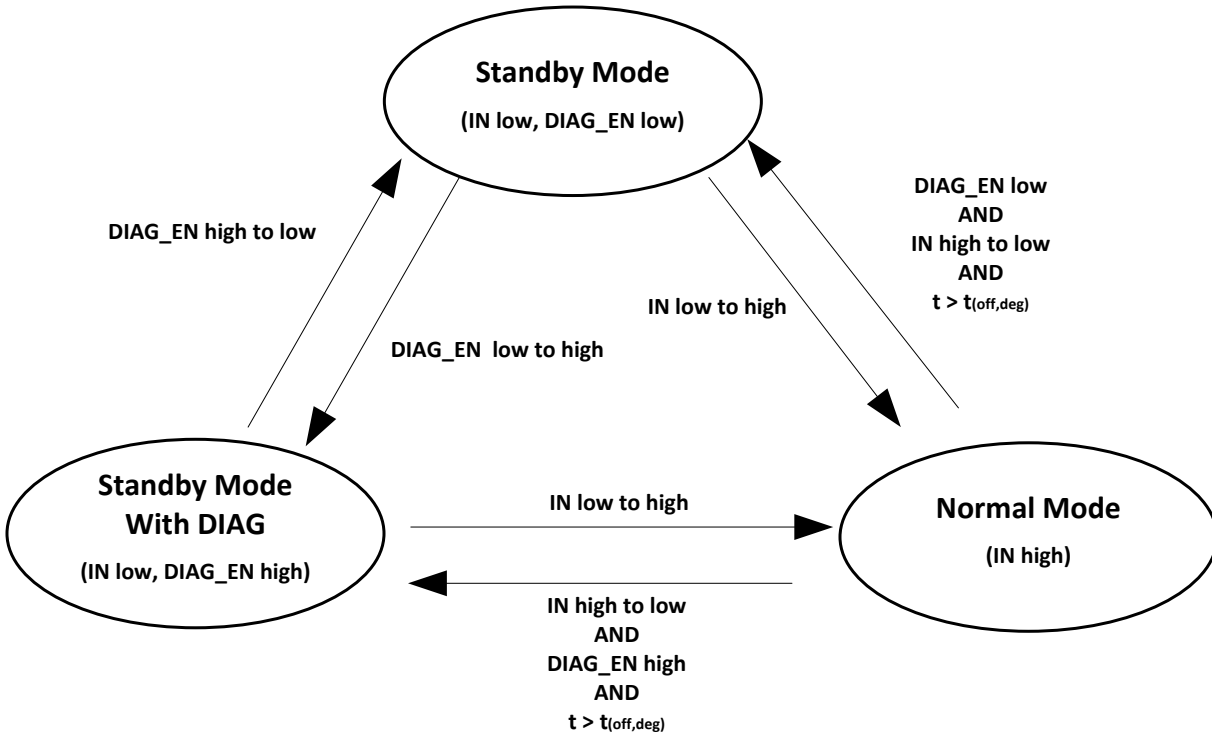 Standby Mode
(IN low, DIAG_EN low)
DIAG_EN high to low
DIAG_EN low to high
IN low to high
DIAG_EN low
AND
IN high to low
AND
t > t(off,deg)
Standby Mode
With DIAG
(IN low, DIAG_EN high)
IN low to high
IN high to low
AND
DIAG_EN high
AND
t > t(off,deg)
Normal Mode
(IN high)